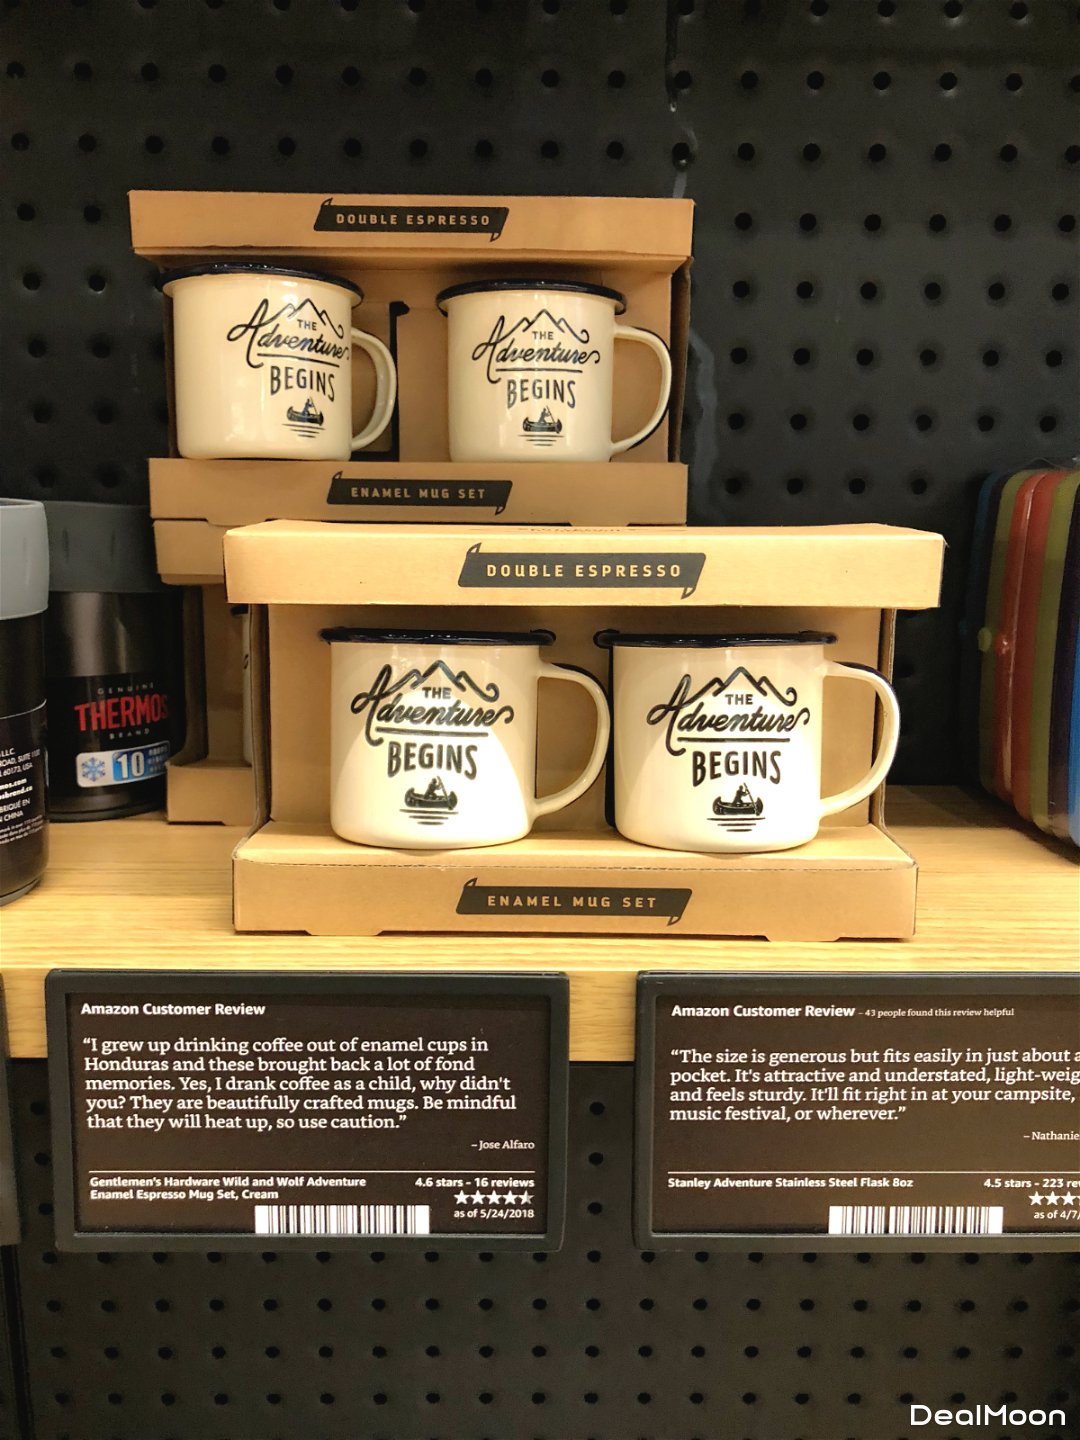 DOUBLE ESPRESSO
THE
Adventure
BEGINS
THE
Adventure
BEGINS
ENAMEL MUG SET
DOUBLE ESPRESSO
THE
Adventure
BEGINS
THE
Adventure
BEGINS
ENAMEL MUG SET
GENUINE
THERMOS
BRAND
10
Amazon Customer Review
“I grew up drinking coffee out of enamel cups in
Honduras and these brought back a lot of fond
memories. Yes, I drank coffee as a child, why didn't
you? They are beautifully crafted mugs. Be mindful
that they will heat up, so use caution.”
– Jose Alfaro
Gentlemen's Hardware Wild and Wolf Adventure
Enamel Espresso Mug Set, Cream
4.6 stars – 16 reviews
as of 5/24/2018
Amazon Customer Review – 43 people found this review helpful
“The size is generous but fits easily in just about
pocket. It's attractive and understated,
and feels sturdy. It'll fit right in at your campsite,
music festival, or wherever.”
Stanley Adventure Stainless Steel Flask 8oz
4.5 stars – 223
as of 4/7/
DealMoon